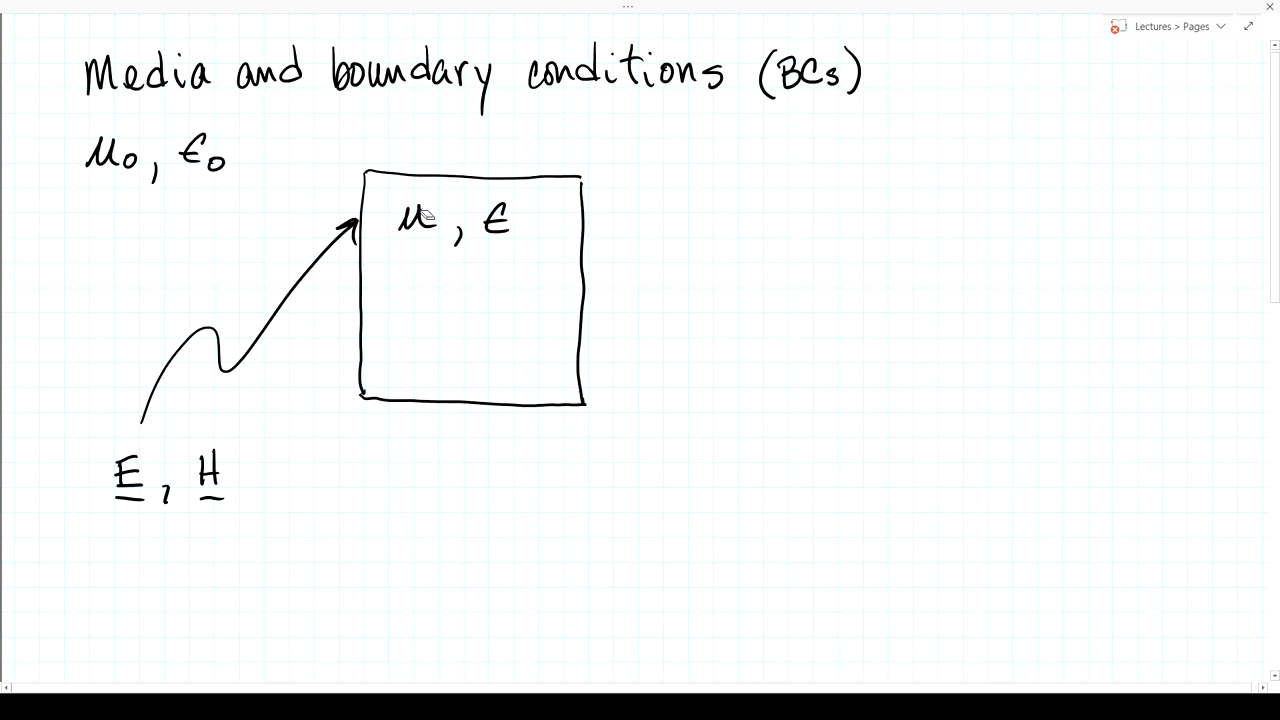 Lectures > Pages
Media and boundary conditions (BCs)
μ₀, ε₀
μ, ε
E, H